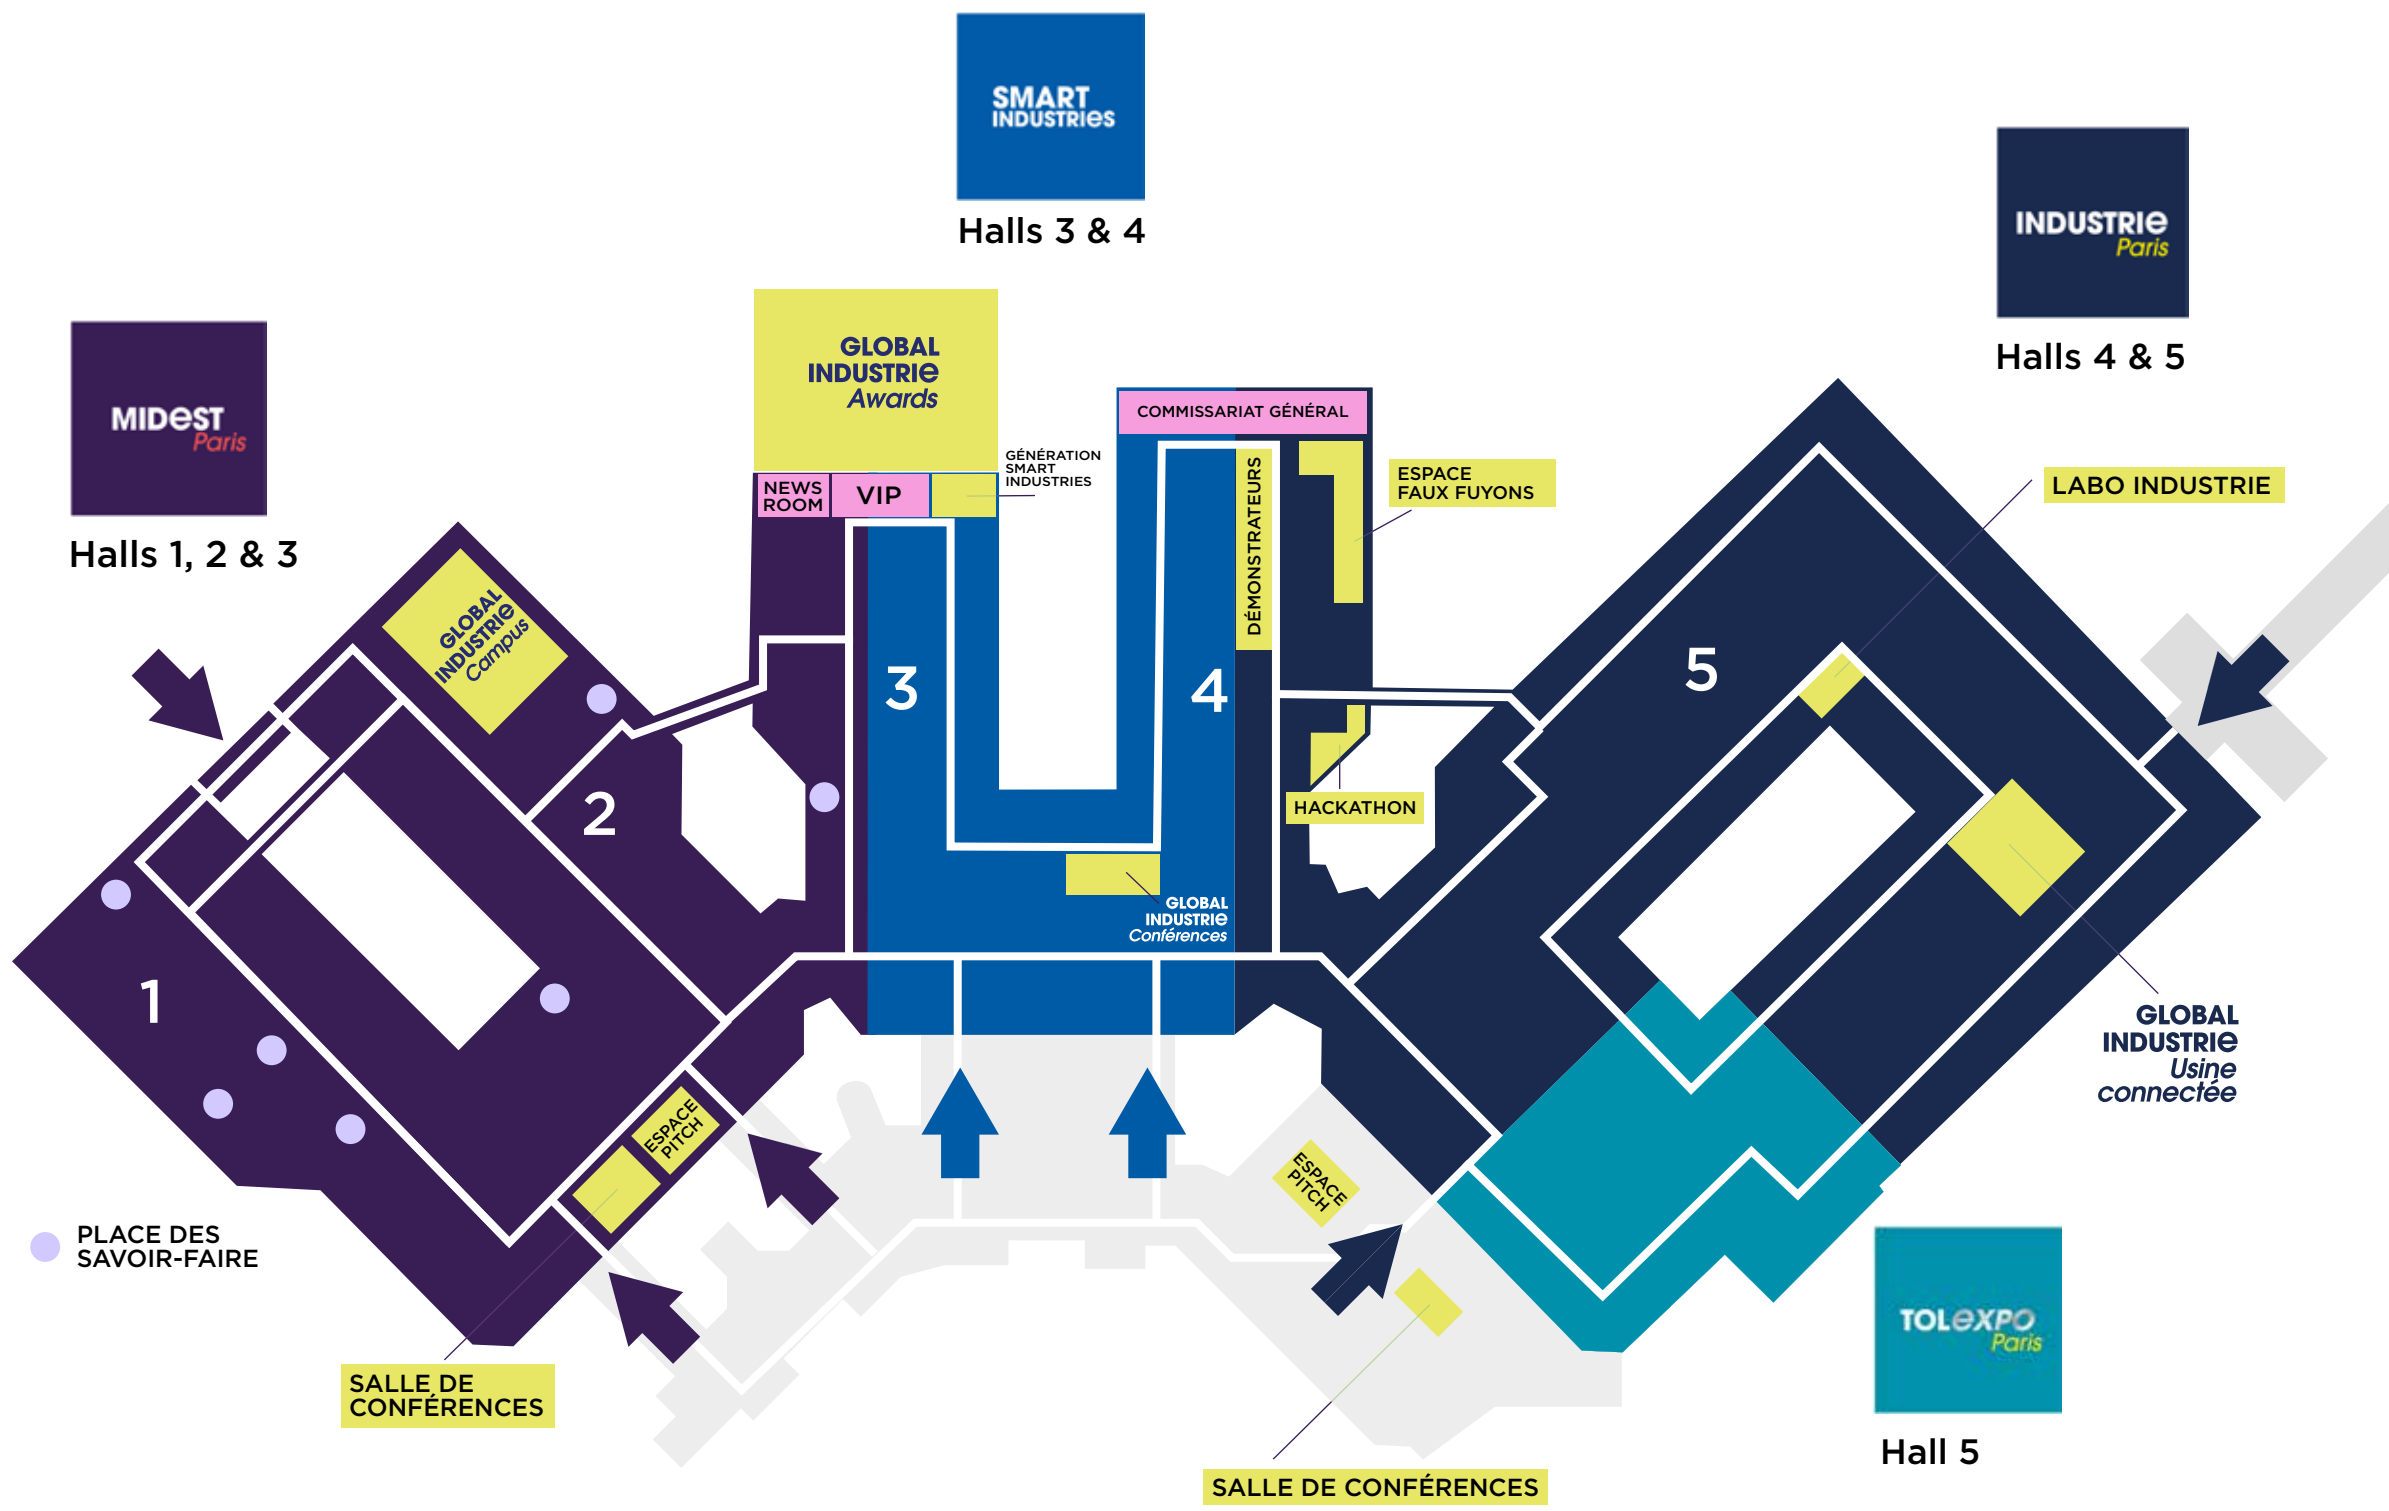 SMART
INDUSTRIES
Halls 3 & 4
INDUSTRIE
Paris
Halls 4 & 5
MIDEST
Paris
Halls 1, 2 & 3
GLOBAL
INDUSTRIE
Awards
NEWS
ROOM
VIP
GÉNÉRATION
SMART
INDUSTRIES
COMMISSARIAT GÉNÉRAL
DÉMONSTRATEURS
ESPACE
FAUX FUYONS
LABO INDUSTRIE
GLOBAL
INDUSTRIE
Campus
3
4
5
2
1
HACKATHON
GLOBAL
INDUSTRIE
Conférences
GLOBAL
INDUSTRIE
Usine
connectée
ESPACE
PITCH
ESPACE
PITCH
PLACE DES
SAVOIR-FAIRE
SALLE DE
CONFÉRENCES
TOLEXPO
Paris
Hall 5
SALLE DE CONFÉRENCES